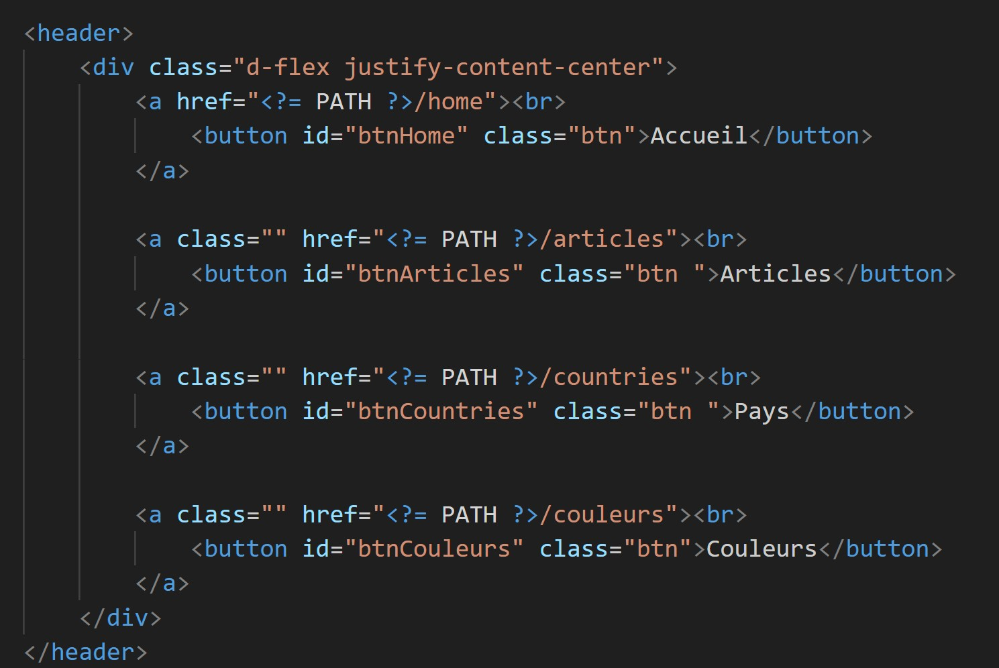 <header>
    <div class="d-flex justify-content-center">
        <a href="<?= PATH ?>/home"><br>
            <button id="btnHome" class="btn">Accueil</button>
        </a>

        <a class="" href="<?= PATH ?>/articles"><br>
            <button id="btnArticles" class="btn ">Articles</button>
        </a>

        <a class="" href="<?= PATH ?>/countries"><br>
            <button id="btnCountries" class="btn ">Pays</button>
        </a>

        <a class="" href="<?= PATH ?>/couleurs"><br>
            <button id="btnCouleurs" class="btn">Couleurs</button>
        </a>
    </div>
</header>